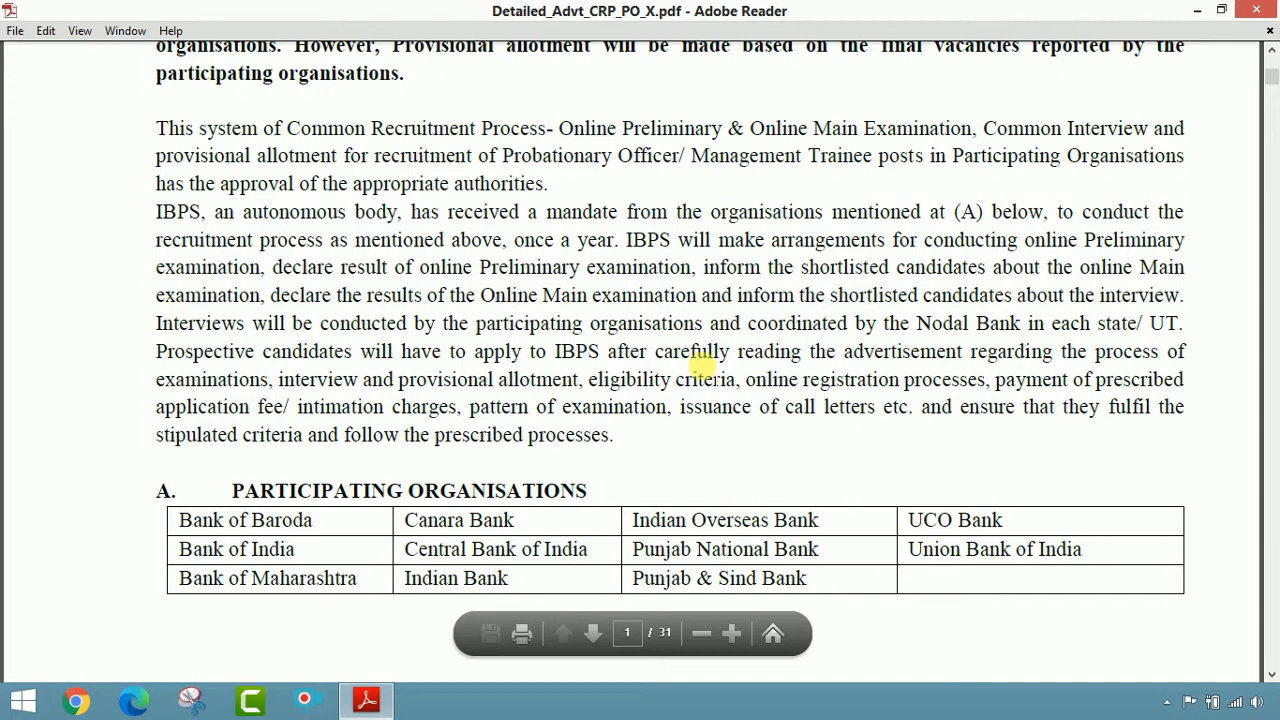 Detailed_Advt_CRP_PO_X.pdf - Adobe Reader
File Edit View Window Help
organisations. However, Provisional allotment will be made based on the final vacancies reported by the
participating organisations.
This system of Common Recruitment Process- Online Preliminary & Online Main Examination, Common Interview and
provisional allotment for recruitment of Probationary Officer/ Management Trainee posts in Participating Organisations
has the approval of the appropriate authorities.
IBPS, an autonomous body, has received a mandate from the organisations mentioned at (A) below, to conduct the
recruitment process as mentioned above, once a year. IBPS will make arrangements for conducting online Preliminary
examination, declare result of online Preliminary examination, inform the shortlisted candidates about the online Main
examination, declare the results of the Online Main examination and inform the shortlisted candidates about the interview.
Interviews will be conducted by the participating organisations and coordinated by the Nodal Bank in each state/ UT.
Prospective candidates will have to apply to IBPS after carefully reading the advertisement regarding the process of
examinations, interview and provisional allotment, eligibility criteria, online registration processes, payment of prescribed
application fee/ intimation charges, pattern of examination, issuance of call letters etc. and ensure that they fulfil the
stipulated criteria and follow the prescribed processes.
A. PARTICIPATING ORGANISATIONS
Bank of Baroda Canara Bank Indian Overseas Bank UCO Bank
Bank of India Central Bank of India Punjab National Bank Union Bank of India
Bank of Maharashtra Indian Bank Punjab & Sind Bank
1 / 31